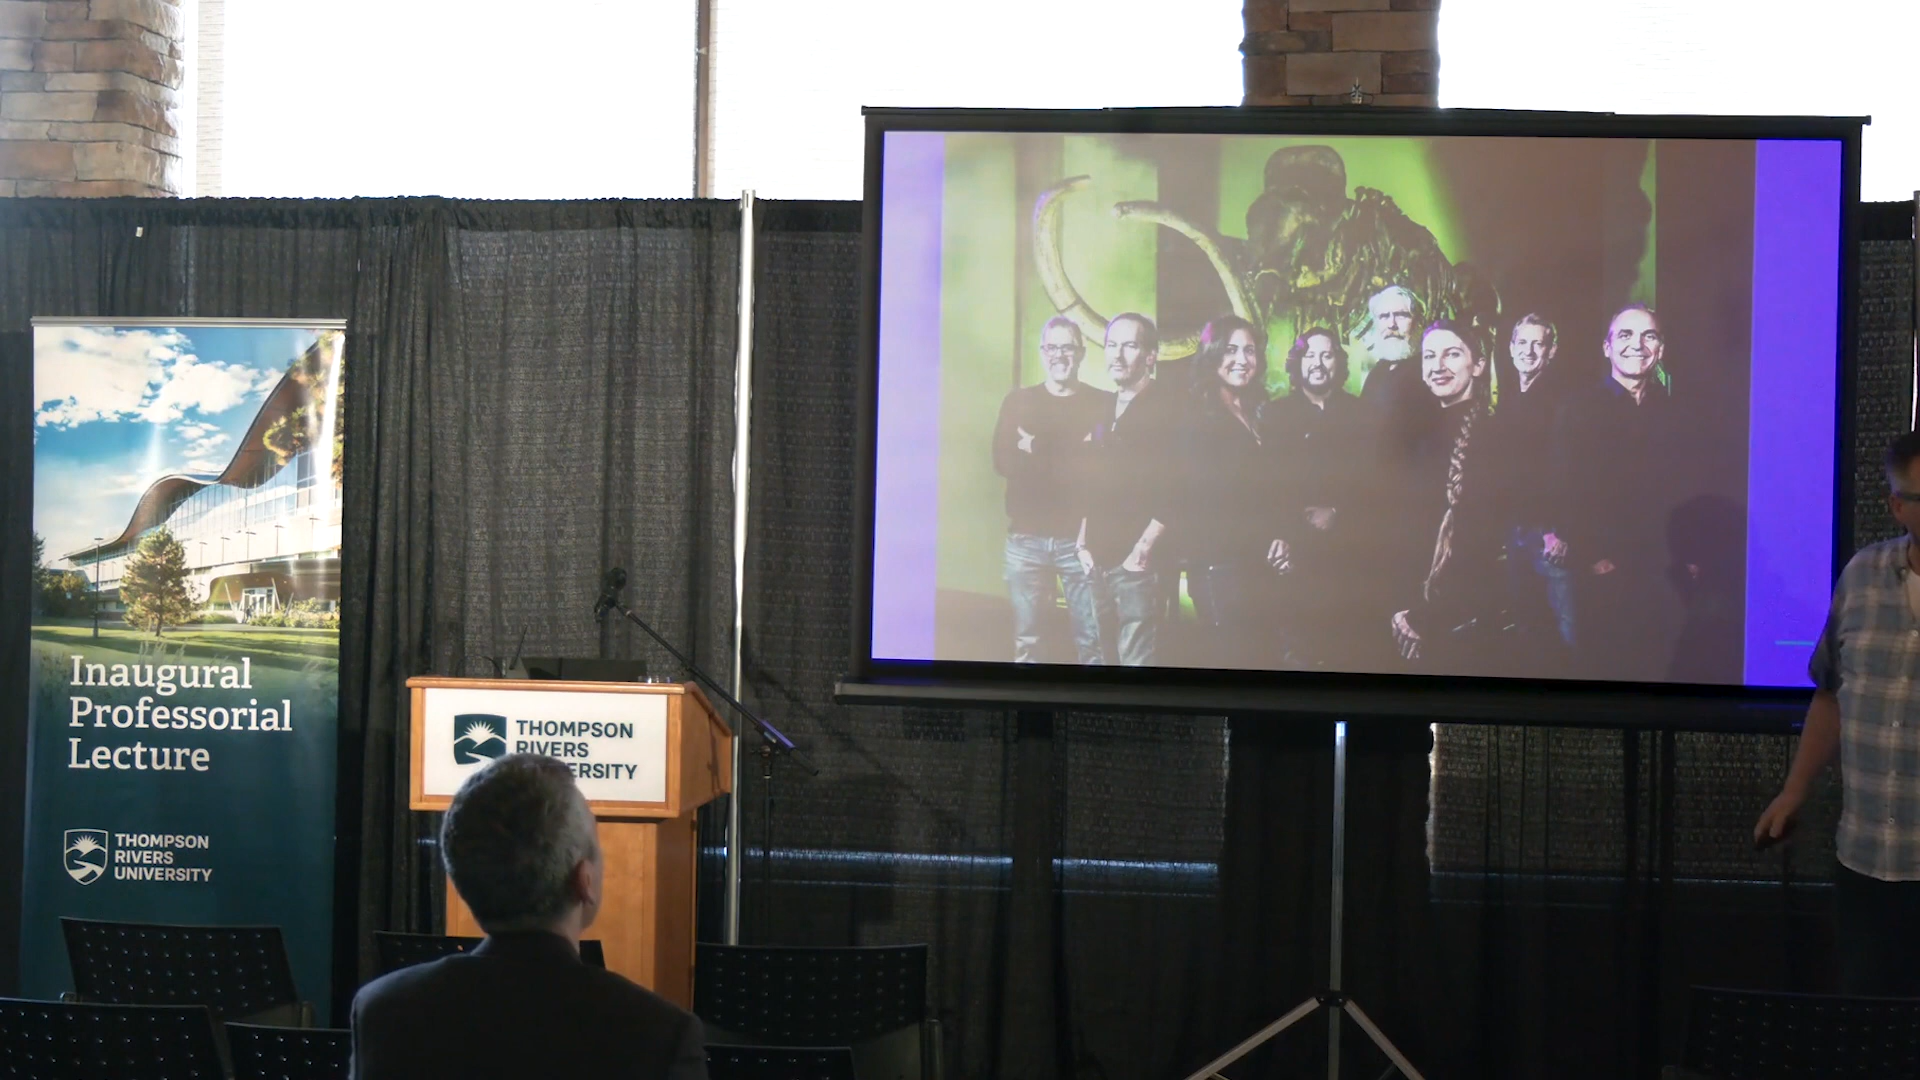 Inaugural
Professorial
Lecture
THOMPSON
RIVERS
UNIVERSITY
THOMPSON
RIVERS
ERSITY